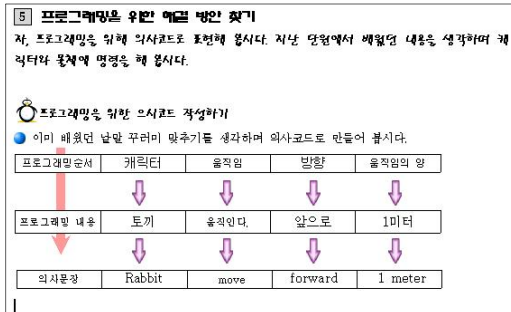 5 프로그래밍을 위한 해결 방안 찾기
자, 프로그래밍을 위해 의사코드로 표현해 봅시다. 지난 단원에서 배웠던 내용을 생각하며 캐
릭터와 물체에 명령을 해 봅시다.
프로그래밍을 위한 으시코드 작성하기
이미 배웠던 낱말 꾸러미 맞추기를 생각하며 의사코드로 만들어 봅시다.
프로그래밍순서 캐릭터 움직임 방향 움직임의 양
프로그래밍 내용 토끼 움직인다. 앞으로 1미터
의사문장 Rabbit move forward 1 meter